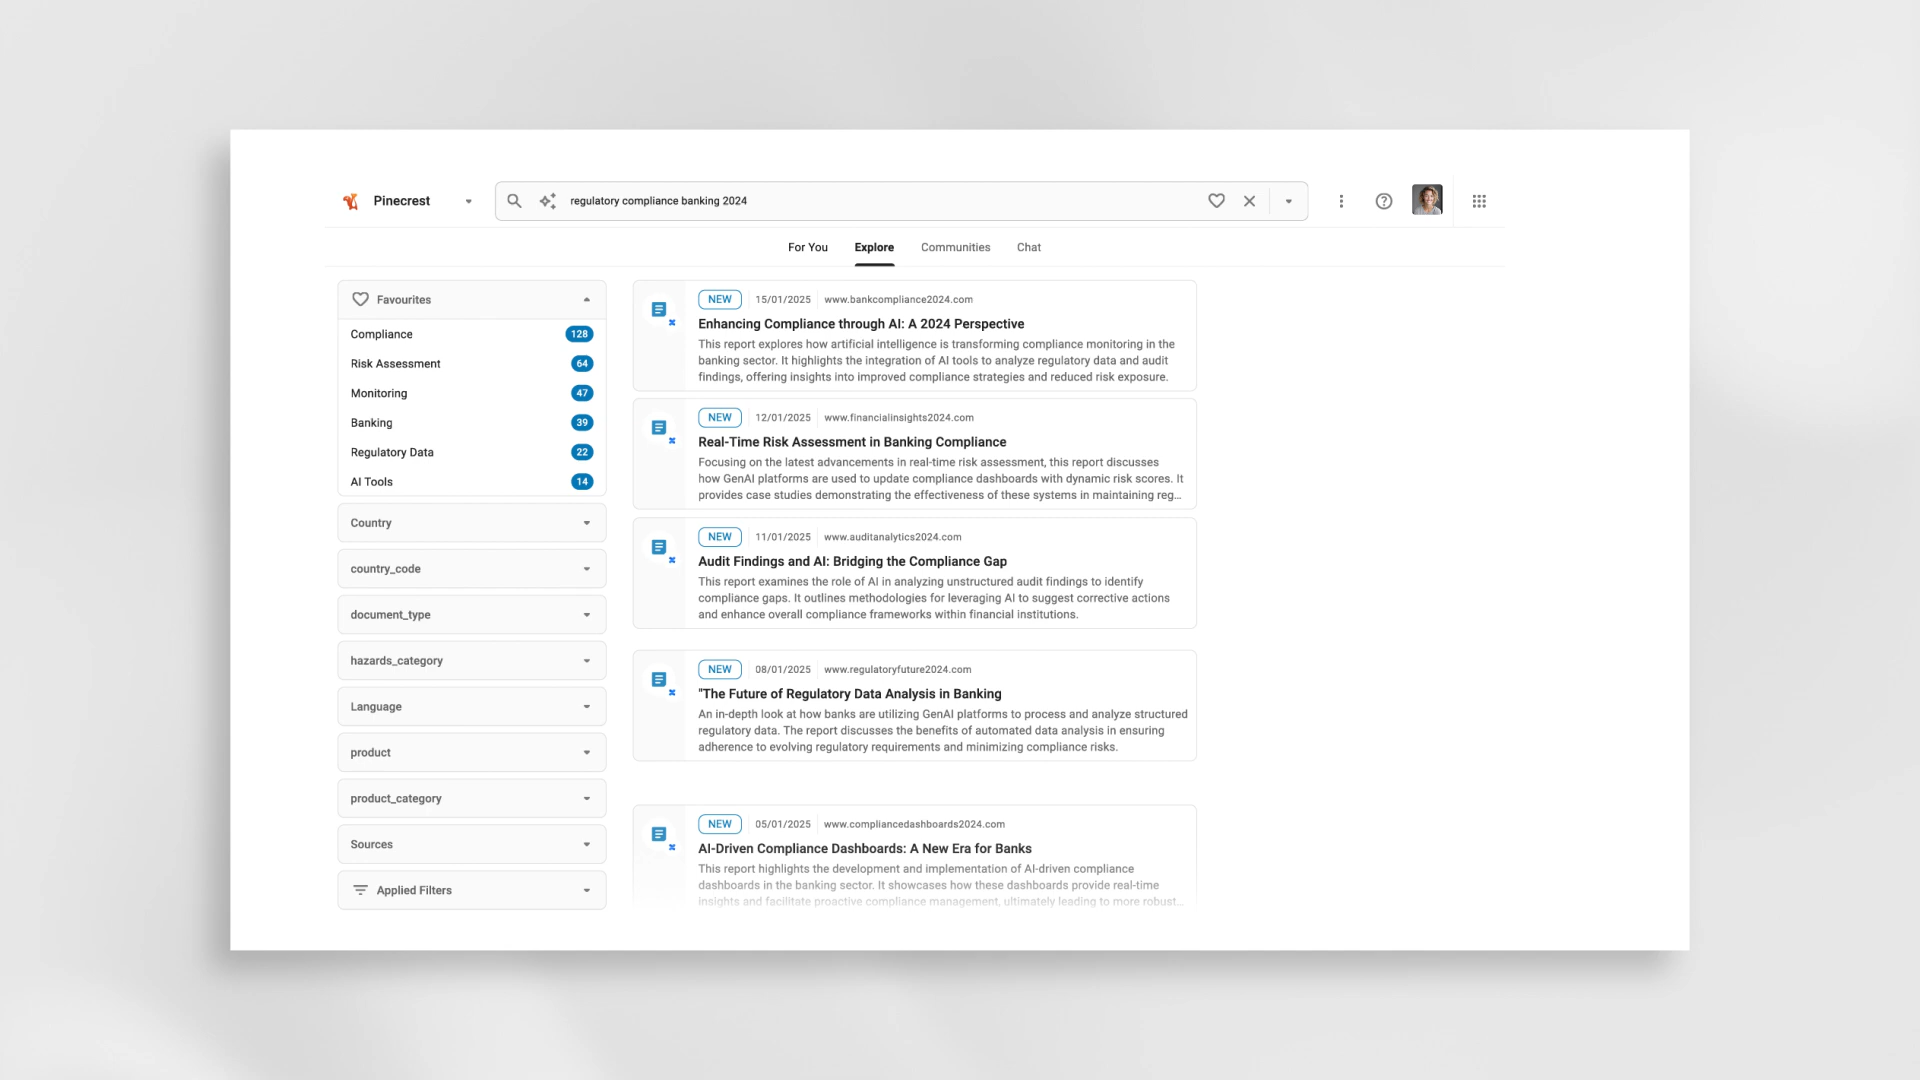 Pinecrest
regulatory compliance banking 2024
For You
Explore
Communities
Chat
Favourites
Compliance 128
Risk Assessment 64
Monitoring 47
Banking 39
Regulatory Data 22
AI Tools 14
Country
country_code
document_type
hazards_category
Language
product
product_category
Sources
Applied Filters
NEW 15/01/2025 www.bankcompliance2024.com
Enhancing Compliance through AI: A 2024 Perspective
This report explores how artificial intelligence is transforming compliance monitoring in the
banking sector. It highlights the integration of AI tools to analyze regulatory data and audit
findings, offering insights into improved compliance strategies and reduced risk exposure.
NEW 12/01/2025 www.financialinsights2024.com
Real-Time Risk Assessment in Banking Compliance
Focusing on the latest advancements in real-time risk assessment, this report discusses
how GenAI platforms are used to update compliance dashboards with dynamic risk scores. It
provides case studies demonstrating the effectiveness of these systems in maintaining reg...
NEW 11/01/2025 www.auditanalytics2024.com
Audit Findings and AI: Bridging the Compliance Gap
This report examines the role of AI in analyzing unstructured audit findings to identify
compliance gaps. It outlines methodologies for leveraging AI to suggest corrective actions
and enhance overall compliance frameworks within financial institutions.
NEW 08/01/2025 www.regulatoryfuture2024.com
"The Future of Regulatory Data Analysis in Banking
An in-depth look at how banks are utilizing GenAI platforms to process and analyze structured
regulatory data. The report discusses the benefits of automated data analysis in ensuring
adherence to evolving regulatory requirements and minimizing compliance risks.
NEW 05/01/2025 www.compliancedashboards2024.com
AI-Driven Compliance Dashboards: A New Era for Banks
This report highlights the development and implementation of AI-driven compliance
dashboards in the banking sector. It showcases how these dashboards provide real-time
insights and facilitate proactive compliance management, ultimately leading to more robust...